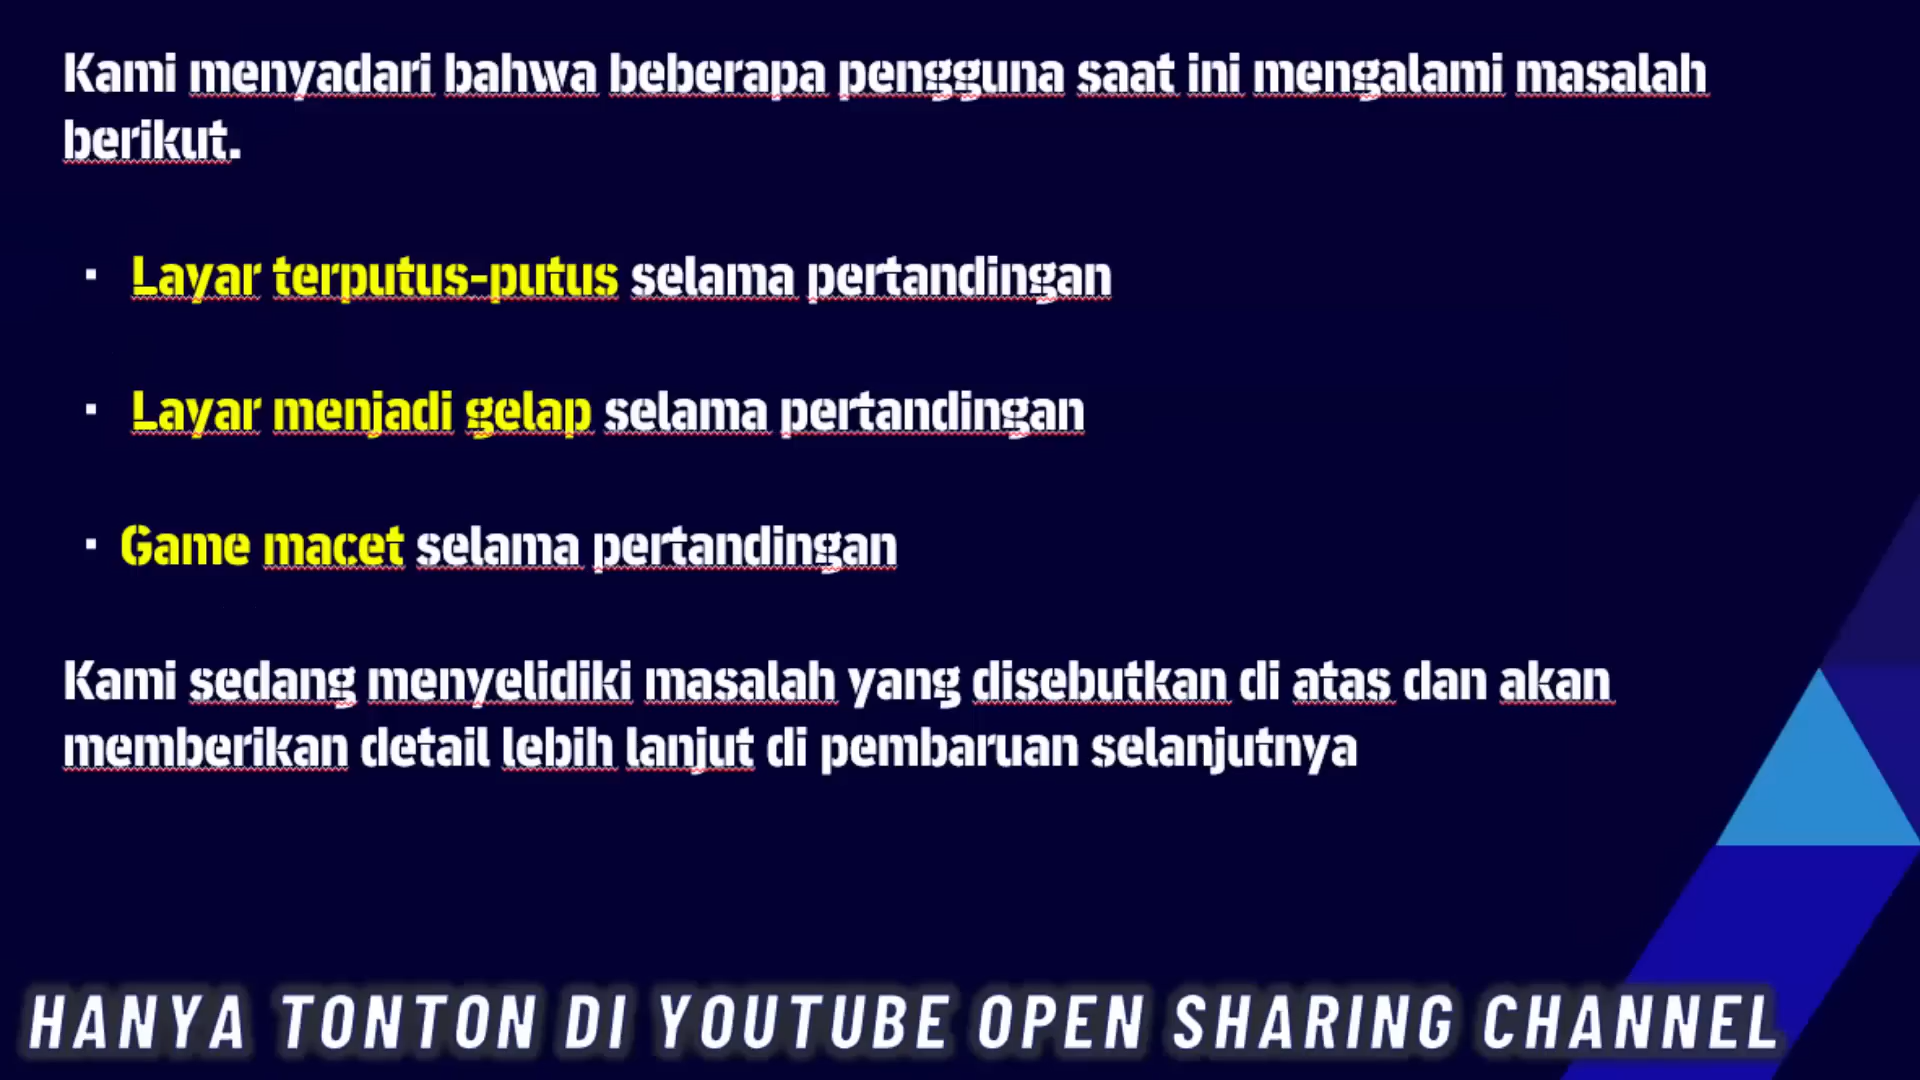 Kami menyadari bahwa beberapa pengguna saat ini mengalami masalah
berikut.
▪ Layar terputus-putus selama pertandingan
▪ Layar menjadi gelap selama pertandingan
▪ Game macet selama pertandingan
Kami sedang menyelidiki masalah yang disebutkan di atas dan akan
memberikan detail lebih lanjut di pembaruan selanjutnya
HANYA TONTON DI YOUTUBE OPEN SHARING CHANNEL